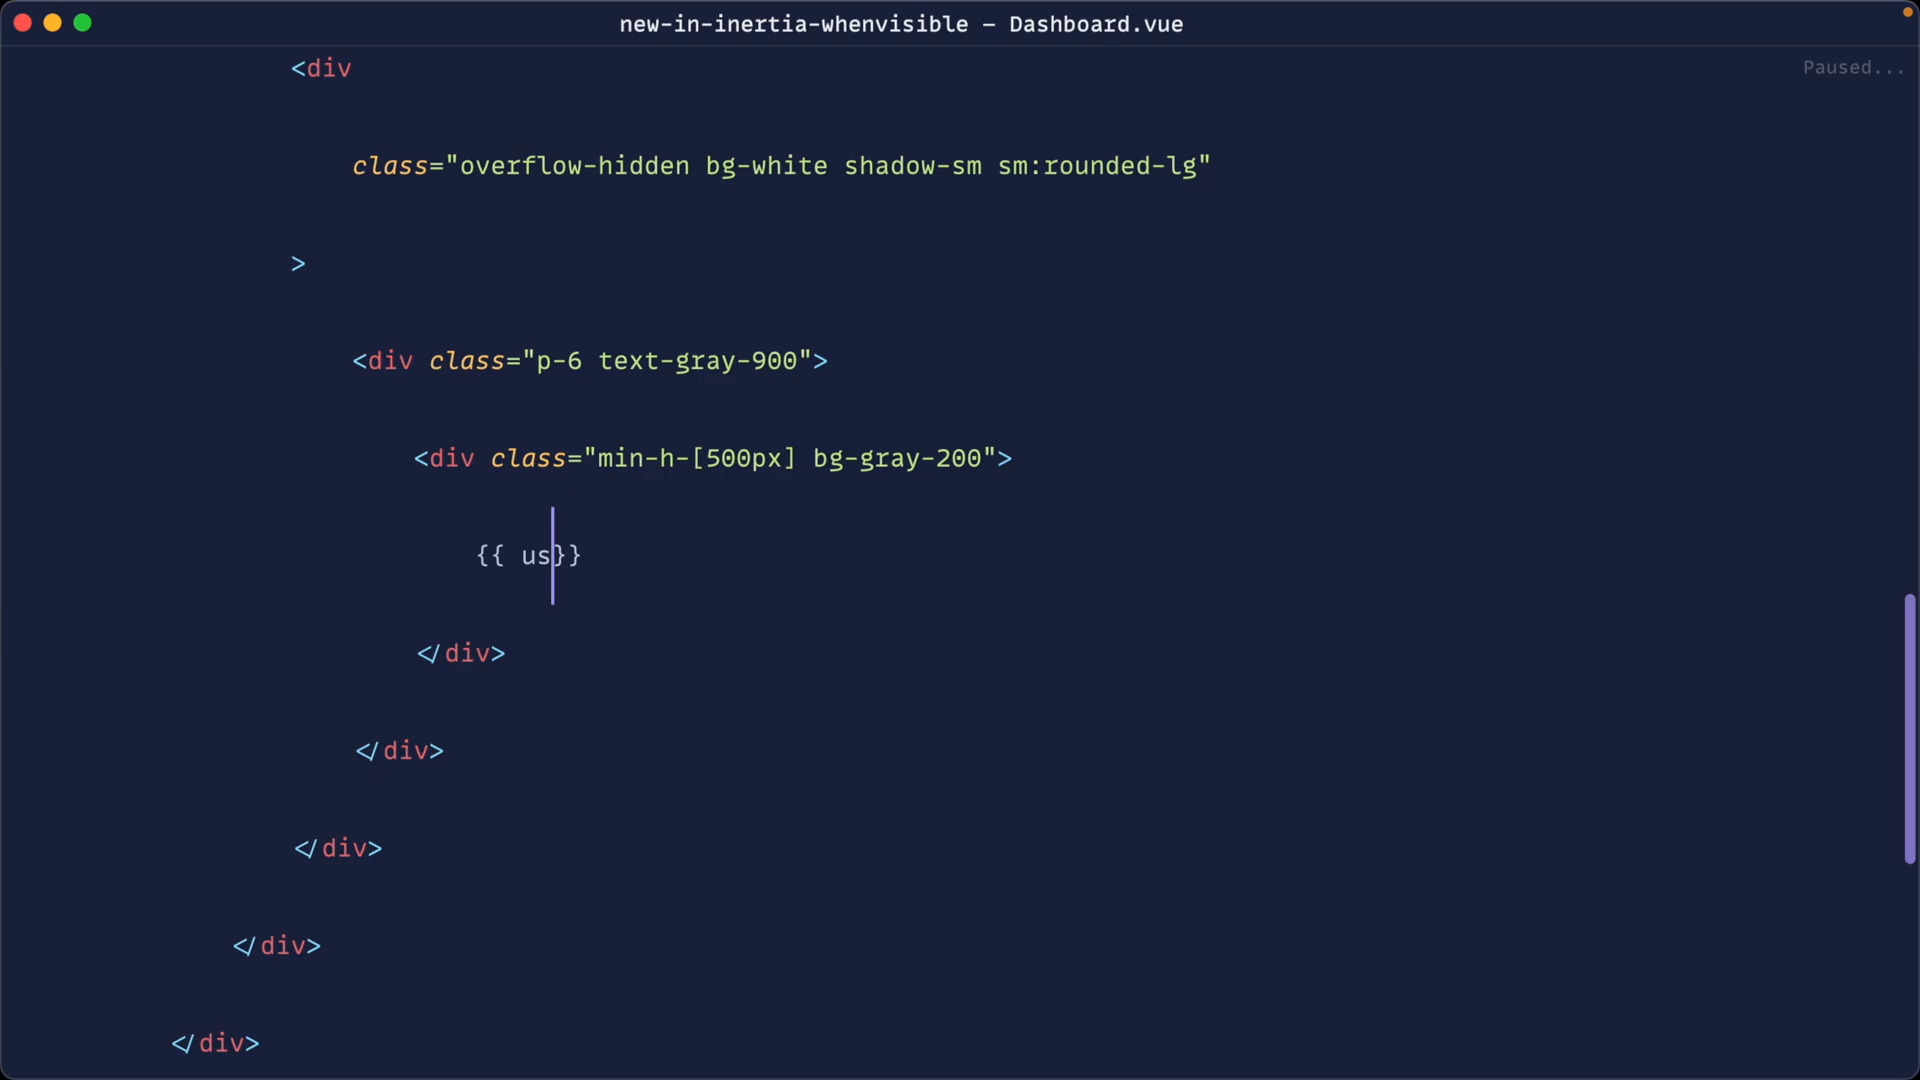 new-in-inertia-whenvisible — Dashboard.vue
Paused...
<div
class="overflow-hidden bg-white shadow-sm sm:rounded-lg"
>
<div class="p-6 text-gray-900">
<div class="min-h-[500px] bg-gray-200">
{{ us}}
</div>
</div>
</div>
</div>
</div>